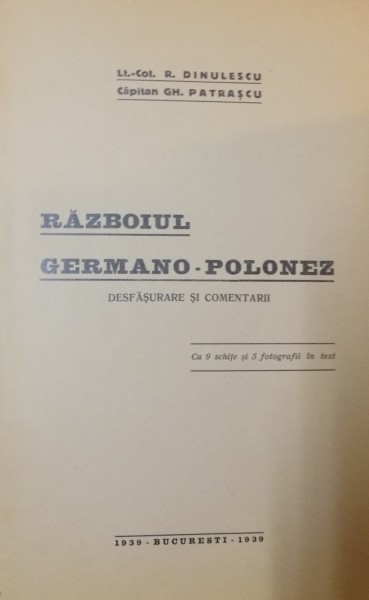 Lt.-Col. R. DINULESCU
Căpitan GH. PATRAŞCU
RĂZBOIUL
GERMANO-POLONEZ
DESFĂŞURARE ŞI COMENTARII
Cu 9 schiţe şi 5 fotografii în text
1939 - BUCUREŞTI - 1939